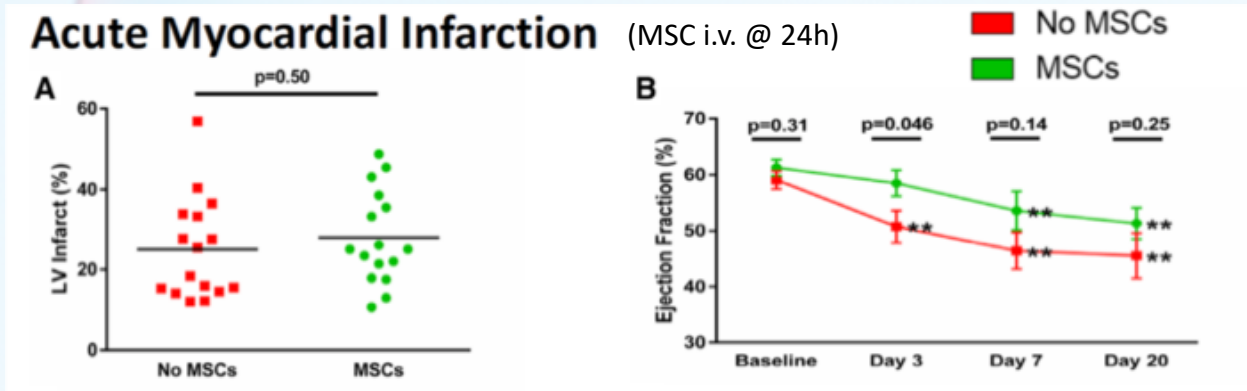 Acute Myocardial Infarction (MSC i.v. @ 24h)
No MSCs
MSCs
A
p=0.50
60
40
20
0
LV Infarct (%)
No MSCs MSCs
B
p=0.31 p=0.046 p=0.14 p=0.25
70
60
50
40
30
Ejection Fraction (%)
**
**
**
**
**
Baseline Day 3 Day 7 Day 20